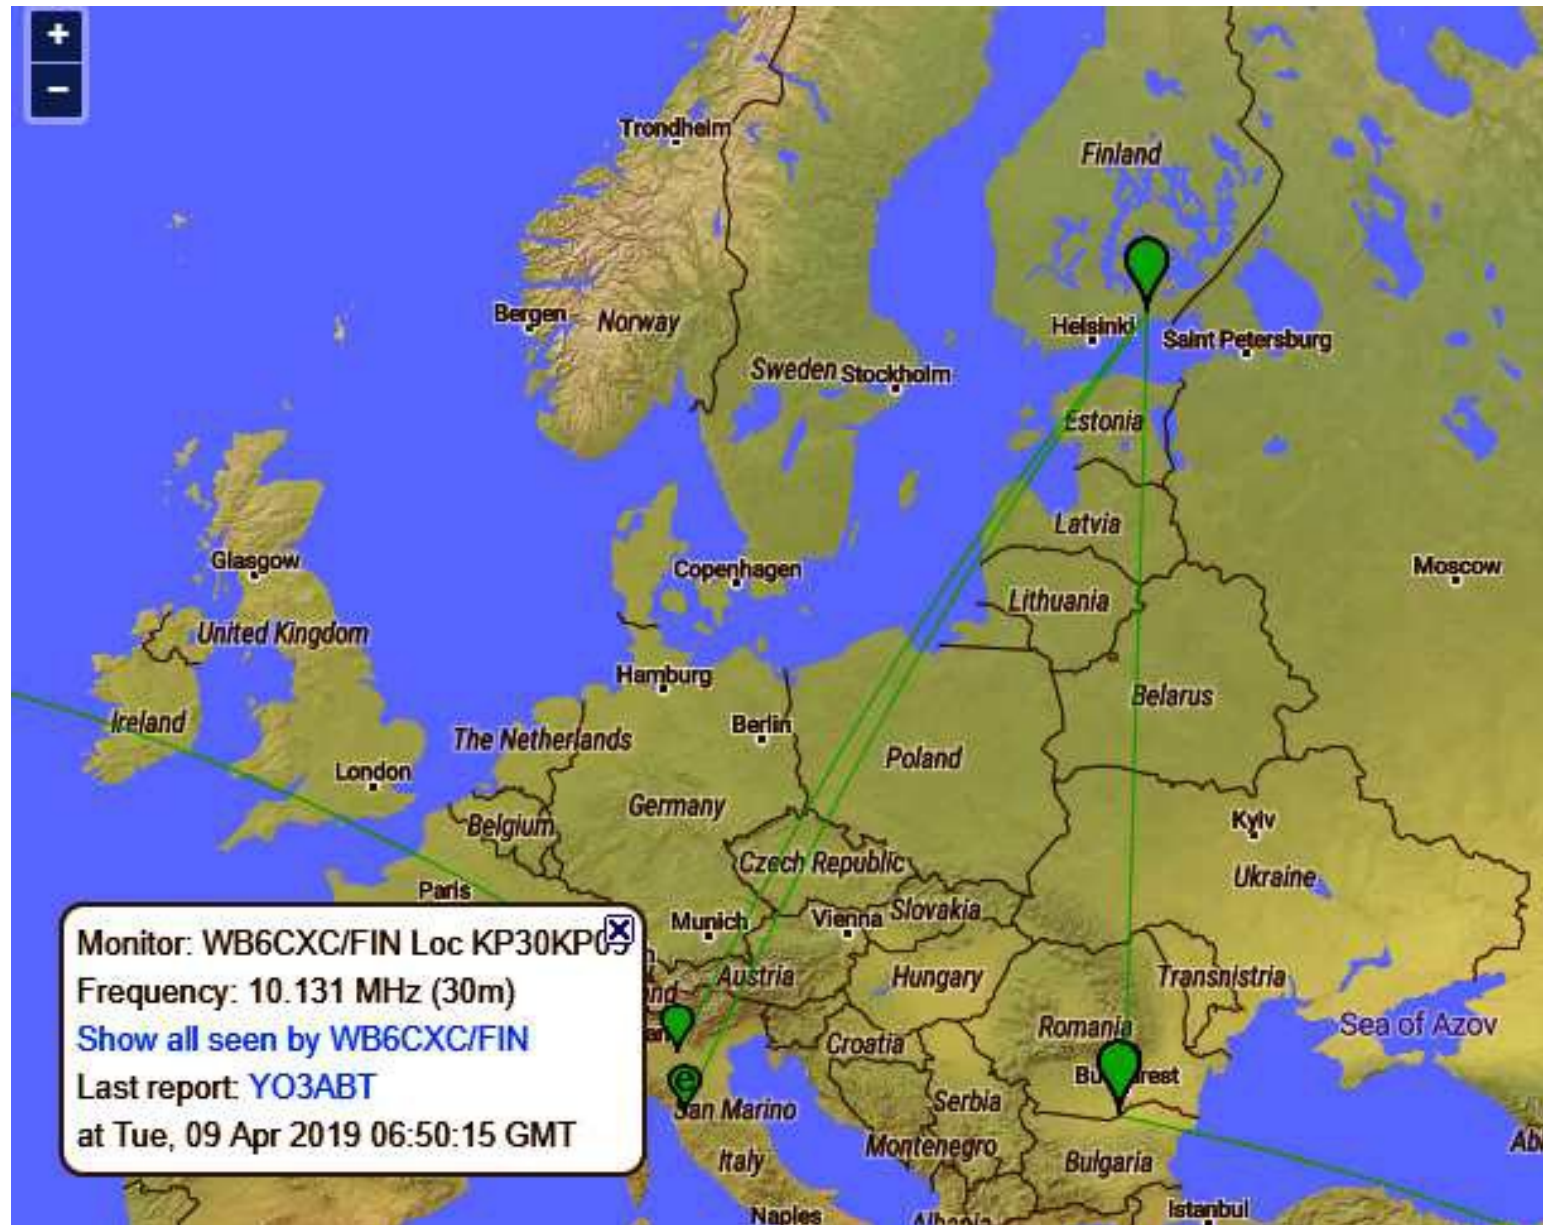 +
−
Trondheim
Finland
Bergen
Norway
Helsinki
Saint Petersburg
Sweden
Stockholm
Estonia
Latvia
Glasgow
Copenhagen
Moscow
Lithuania
United Kingdom
Hamburg
Belarus
Ireland
Berlin
The Netherlands
Poland
London
Germany
Belgium
Kyiv
Czech Republic
Ukraine
Paris
Munich
Vienna
Slovakia
Monitor: WB6CXC/FIN Loc KP30KP05
Austria
Hungary
Transnistria
Frequency: 10.131 MHz (30m)
Show all seen by WB6CXC/FIN
Romania
Sea of Azov
Croatia
Last report: YO3ABT
e
San Marino
Serbia
at Tue, 09 Apr 2019 06:50:15 GMT
Montenegro
Italy
Bulgaria
Naples
Istanbul